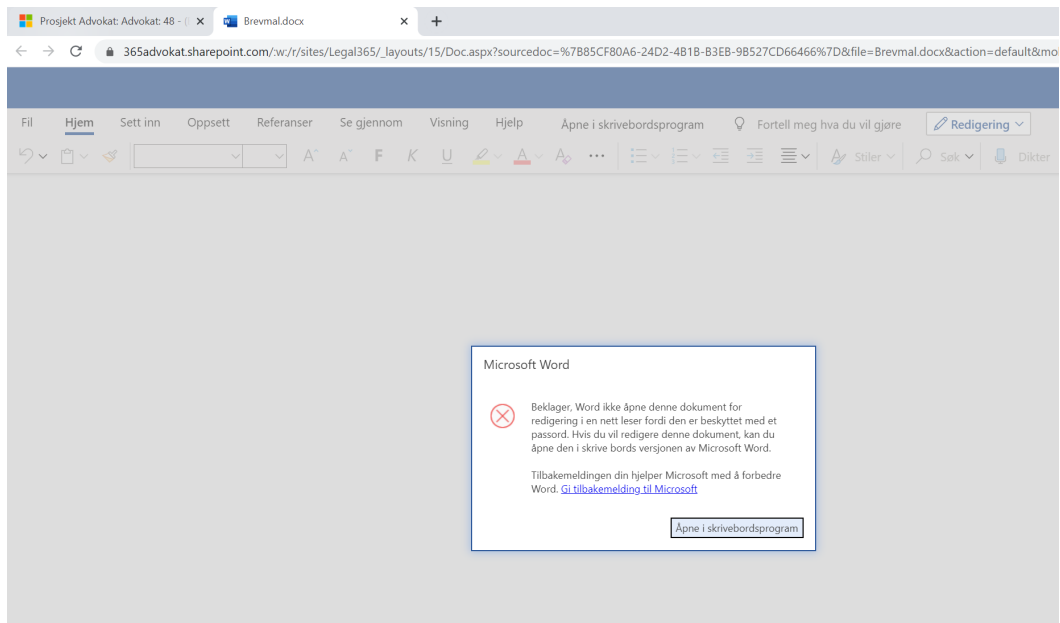 Prosjekt Advokat: Advokat: 48 - (
Brevmal.docx
365advokat.sharepoint.com/:w:/r/sites/Legal365/_layouts/15/Doc.aspx?sourcedoc=%7B85CF80A6-24D2-4B1B-B3EB-9B527CD66466%7D&file=Brevmal.docx&action=default&mo
Fil Hjem Sett inn Oppsett Referanser Se gjennom Visning Hjelp Åpne i skrivebordsprogram Fortell meg hva du vil gjøre Redigering
A^ A˅ F K U A A Stiler Søk Dikter
Microsoft Word
Beklager, Word ikke åpne denne dokument for
redigering i en nett leser fordi den er beskyttet med et
passord. Hvis du vil redigere denne dokument, kan du
åpne den i skrive bords versjonen av Microsoft Word.
Tilbakemeldingen din hjelper Microsoft med å forbedre
Word. Gi tilbakemelding til Microsoft
Åpne i skrivebordsprogram